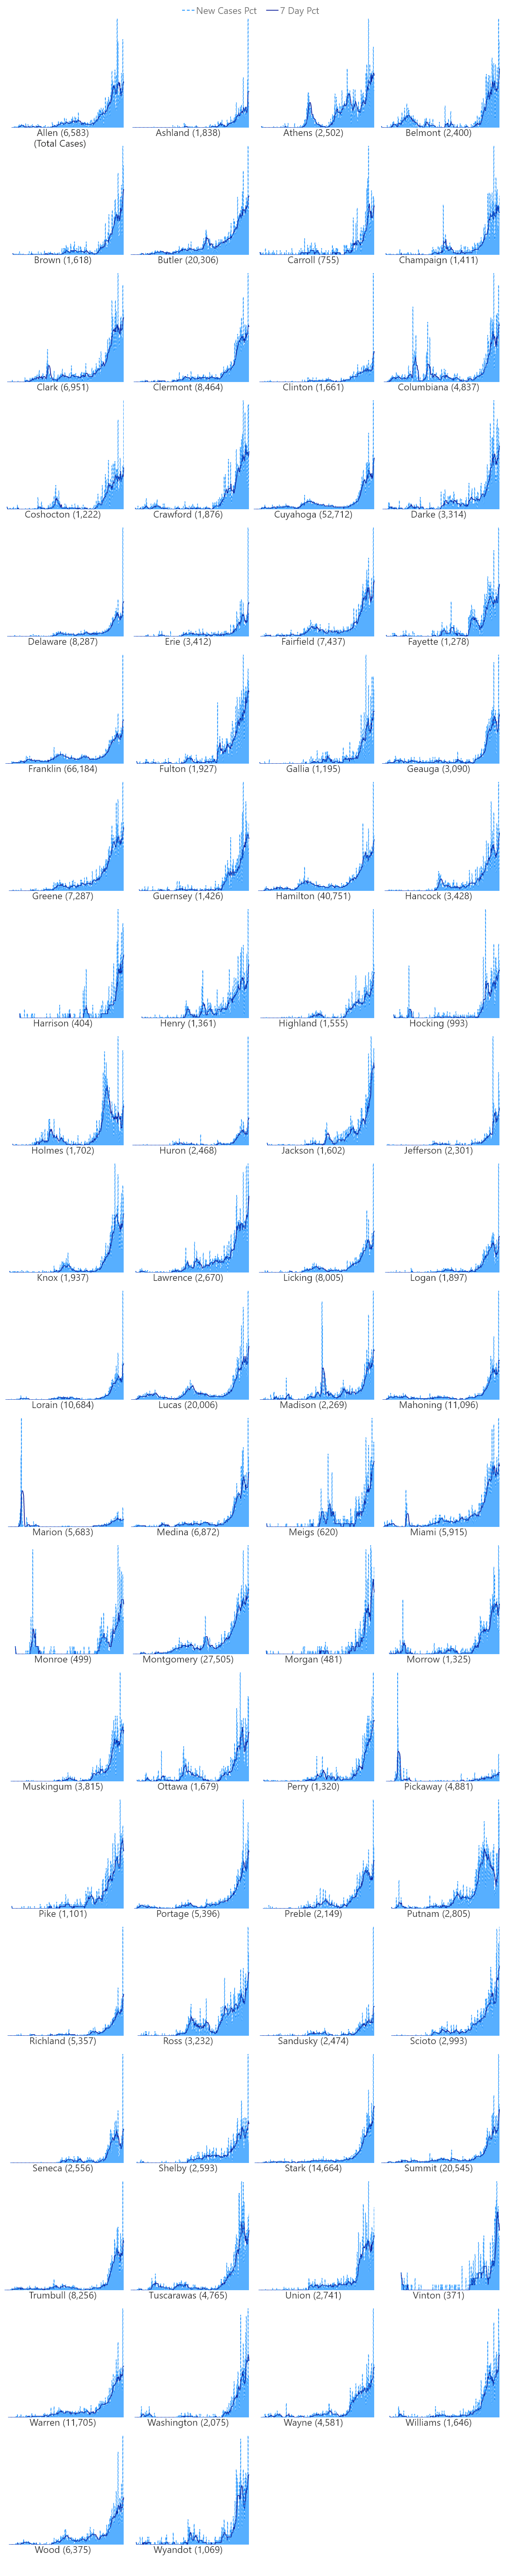 New Cases Pct 7 Day Pct
Allen (6,583) Ashland (1,838) Athens (2,502) Belmont (2,400)
(Total Cases)
Brown (1,618) Butler (20,306) Carroll (755) Champaign (1,411)
Clark (6,951) Clermont (8,464) Clinton (1,661) Columbiana (4,837)
Coshocton (1,222) Crawford (1,876) Cuyahoga (52,712) Darke (3,314)
Delaware (8,287) Erie (3,412) Fairfield (7,437) Fayette (1,278)
Franklin (66,184) Fulton (1,927) Gallia (1,195) Geauga (3,090)
Greene (7,287) Guernsey (1,426) Hamilton (40,751) Hancock (3,428)
Harrison (404) Henry (1,361) Highland (1,555) Hocking (993)
Holmes (1,702) Huron (2,468) Jackson (1,602) Jefferson (2,301)
Knox (1,937) Lawrence (2,670) Licking (8,005) Logan (1,897)
Lorain (10,684) Lucas (20,006) Madison (2,269) Mahoning (11,096)
Marion (5,683) Medina (6,872) Meigs (620) Miami (5,915)
Monroe (499) Montgomery (27,505) Morgan (481) Morrow (1,325)
Muskingum (3,815) Ottawa (1,679) Perry (1,320) Pickaway (4,881)
Pike (1,101) Portage (5,396) Preble (2,149) Putnam (2,805)
Richland (5,357) Ross (3,232) Sandusky (2,474) Scioto (2,993)
Seneca (2,556) Shelby (2,593) Stark (14,664) Summit (20,545)
Trumbull (8,256) Tuscarawas (4,765) Union (2,741) Vinton (371)
Warren (11,705) Washington (2,075) Wayne (4,581) Williams (1,646)
Wood (6,375) Wyandot (1,069)